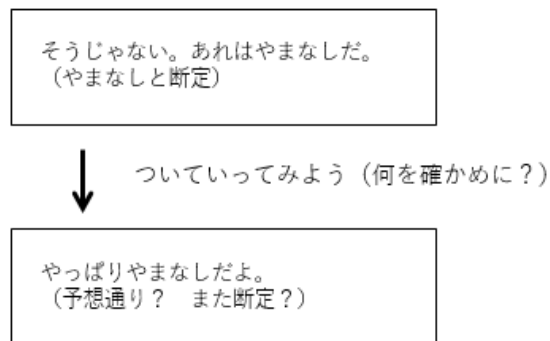 そうじゃない。あれはやまなしだ。
（やまなしと断定）
ついていってみよう（何を確かめに？）
やっぱりやまなしだよ。
（予想通り？　また断定？）